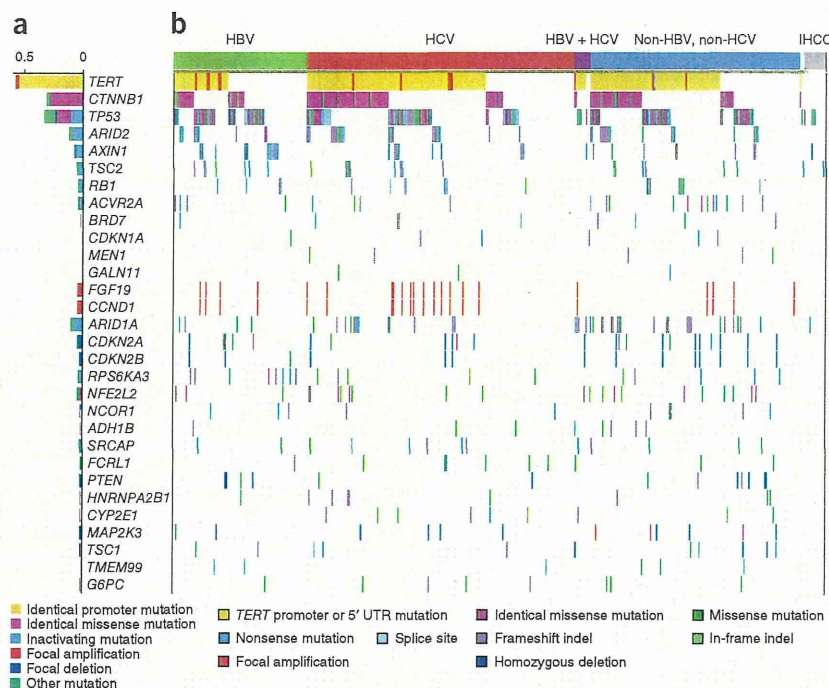 a
b
0.5 0
HBV
HCV
HBV + HCV
Non-HBV, non-HCV
IHCC
TERT
CTNNB1
TP53
ARID2
AXIN1
TSC2
RB1
ACVR2A
BRD7
CDKN1A
MEN1
GALN11
FGF19
CCND1
ARID1A
CDKN2A
CDKN2B
RPS6KA3
NFE2L2
NCOR1
ADH1B
SRCAP
FCRL1
PTEN
HNRNPA2B1
CYP2E1
MAP2K3
TSC1
TMEM99
G6PC
Identical promoter mutation
Identical missense mutation
Inactivating mutation
Focal amplification
Focal deletion
Other mutation
TERT promoter or 5′ UTR mutation
Identical missense mutation
Missense mutation
Nonsense mutation
Splice site
Frameshift indel
In-frame indel
Focal amplification
Homozygous deletion